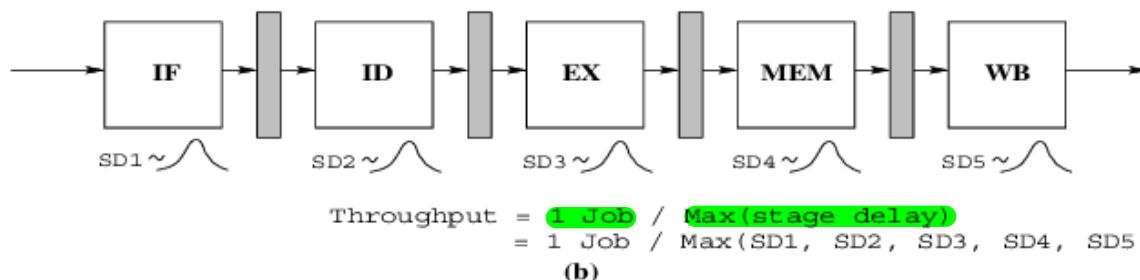 IF ID EX MEM WB
SD1~ SD2~ SD3~ SD4~ SD5~
Throughput = 1 Job / Max(stage delay)
= 1 Job / Max(SD1, SD2, SD3, SD4, SD5
(b)